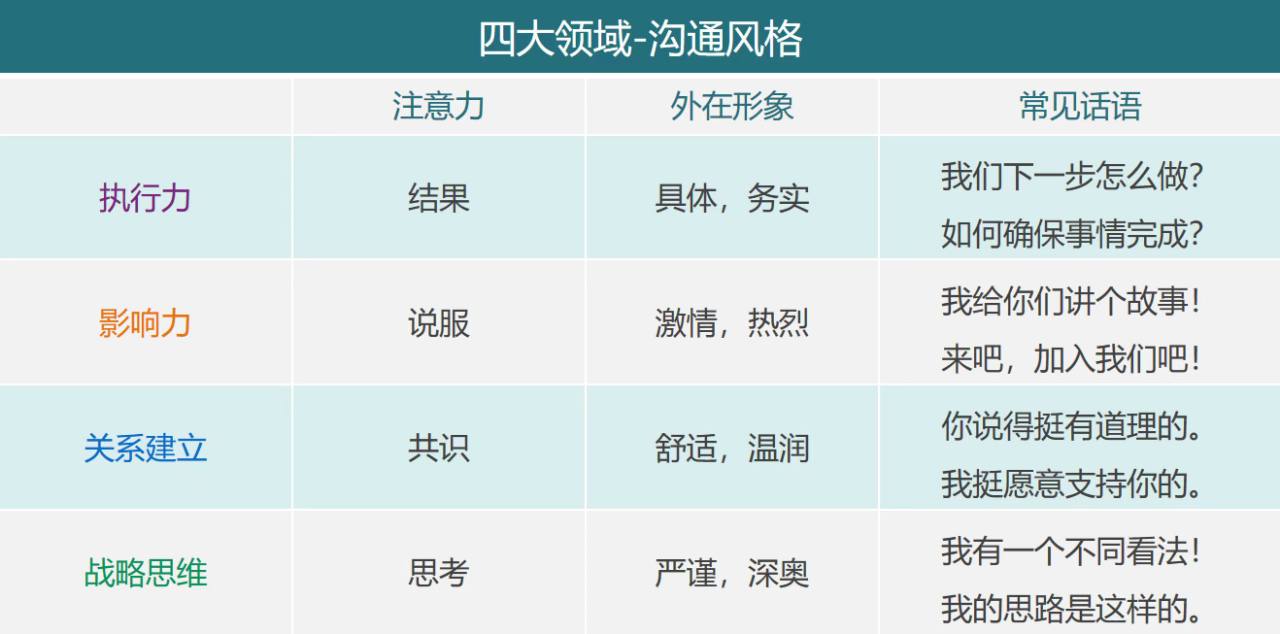 四大领域-沟通风格
注意力 外在形象 常见话语
执行力 结果 具体，务实 我们下一步怎么做？
如何确保事情完成？
影响力 说服 激情，热烈 我给你们讲个故事！
来吧，加入我们吧！
关系建立 共识 舒适，温润 你说得挺有道理的。
我挺愿意支持你的。
战略思维 思考 严谨，深奥 我有一个不同看法！
我的思路是这样的。